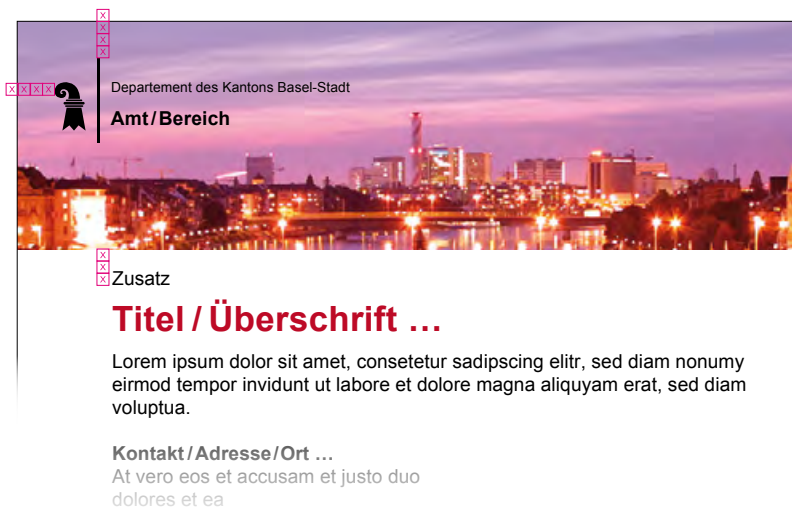 X
X
X
X
X X X X
Departement des Kantons Basel-Stadt
Amt/Bereich
X
X
X
Zusatz
Titel / Überschrift …
Lorem ipsum dolor sit amet, consetetur sadipscing elitr, sed diam nonumy
eirmod tempor invidunt ut labore et dolore magna aliquyam erat, sed diam
voluptua.
Kontakt/Adresse/Ort …
At vero eos et accusam et justo duo
dolores et ea